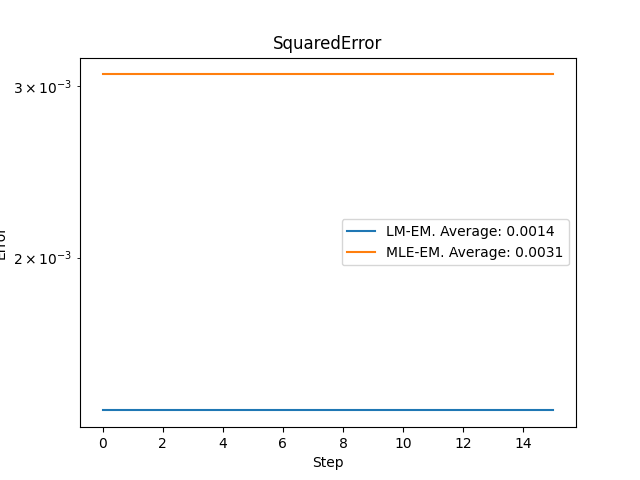 SquaredError
3 × 10⁻³
2 × 10⁻³
Error
LM-EM. Average: 0.0014
MLE-EM. Average: 0.0031
0 2 4 6 8 10 12 14
Step